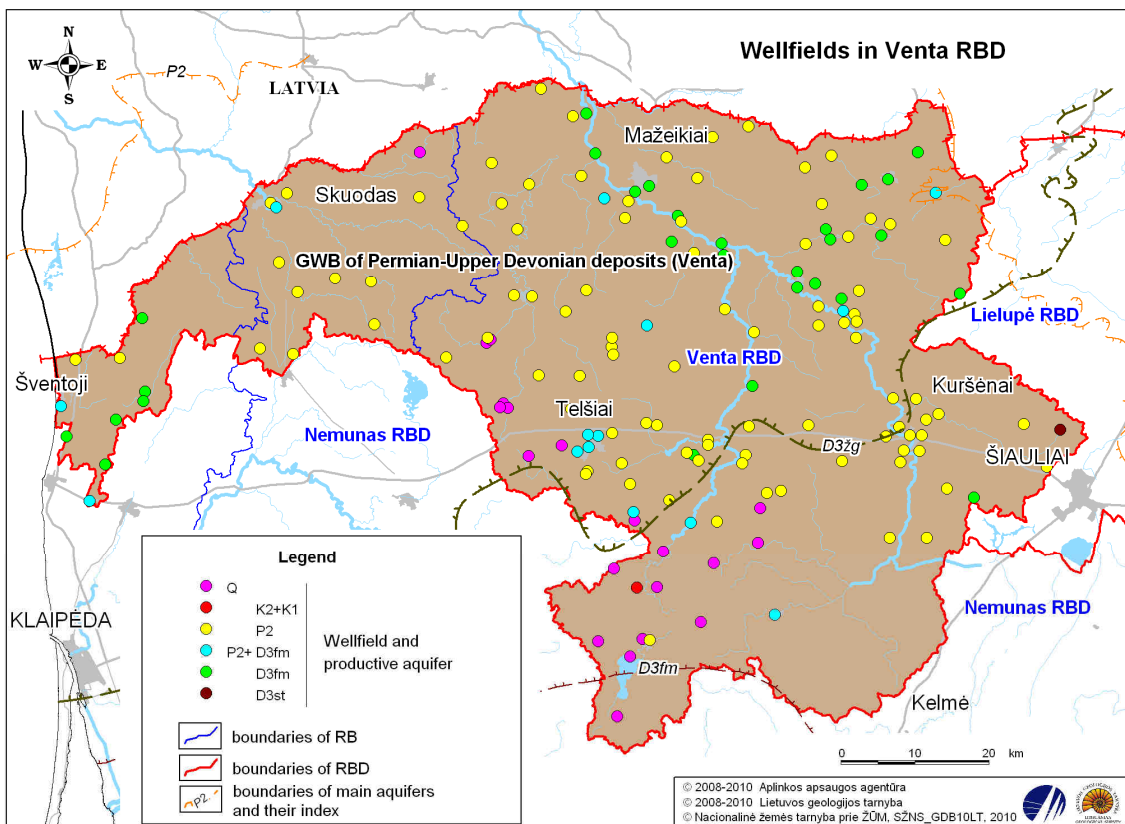 Wellfields in Venta RBD
N
W E
S
P2
LATVIA
Mažeikiai
Skuodas
GWB of Permian-Upper Devonian deposits (Venta)
Lielupė RBD
Venta RBD
Šventoji
Kuršėnai
Telšiai
Nemunas RBD
D3žg
ŠIAULIAI
Legend
Q
K2+K1
P2
P2+ D3fm
D3fm
D3st
Wellfield and
productive aquifer
boundaries of RB
boundaries of RBD
P2
boundaries of main aquifers
and their index
KLAIPĖDA
Nemunas RBD
D3fm
Kelmė
0 10 20 km
© 2008-2010 Aplinkos apsaugos agentūra
© 2008-2010 Lietuvos geologijos tarnyba
© Nacionalinė žemės tarnyba prie ŽŪM, SŽNS_GDB10LT, 2010